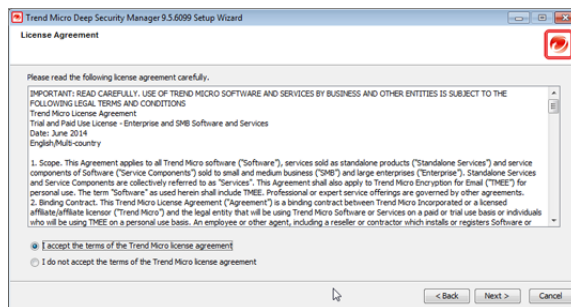 Trend Micro Deep Security Manager 9.5.6099 Setup Wizard
License Agreement
Please read the following license agreement carefully.
IMPORTANT: READ CAREFULLY. USE OF TREND MICRO SOFTWARE AND SERVICES BY BUSINESS AND OTHER ENTITIES IS SUBJECT TO THE
FOLLOWING LEGAL TERMS AND CONDITIONS
Trend Micro License Agreement
Trial and Paid Use License - Enterprise and SMB Software and Services
Date: June 2014
English/Multi-country
1. Scope. This Agreement applies to all Trend Micro software ("Software"), services sold as standalone products ("Standalone Services") and service
components of Software ("Service Components") sold to small and medium business ("SMB") and large enterprises ("Enterprise"). Standalone Services
and Service Components are collectively referred to as "Services". This Agreement shall also apply to Trend Micro Encryption for Email ("TMEE") for
personal use. The term "Software" as used herein shall include TMEE. Professional or expert service offerings are governed by other agreements.
2. Binding Contract. This Trend Micro License Agreement ("Agreement") is a binding contract between Trend Micro Incorporated or a licensed
affiliate/affiliate licensor ("Trend Micro") and the legal entity that will be using Trend Micro Software or Services on a paid or trial use basis or individuals
who will be using TMEE on a personal use basis. An employee or other agent, including a reseller or contractor which installs or registers Software or
I accept the terms of the Trend Micro license agreement
I do not accept the terms of the Trend Micro license agreement
< Back Next > Cancel